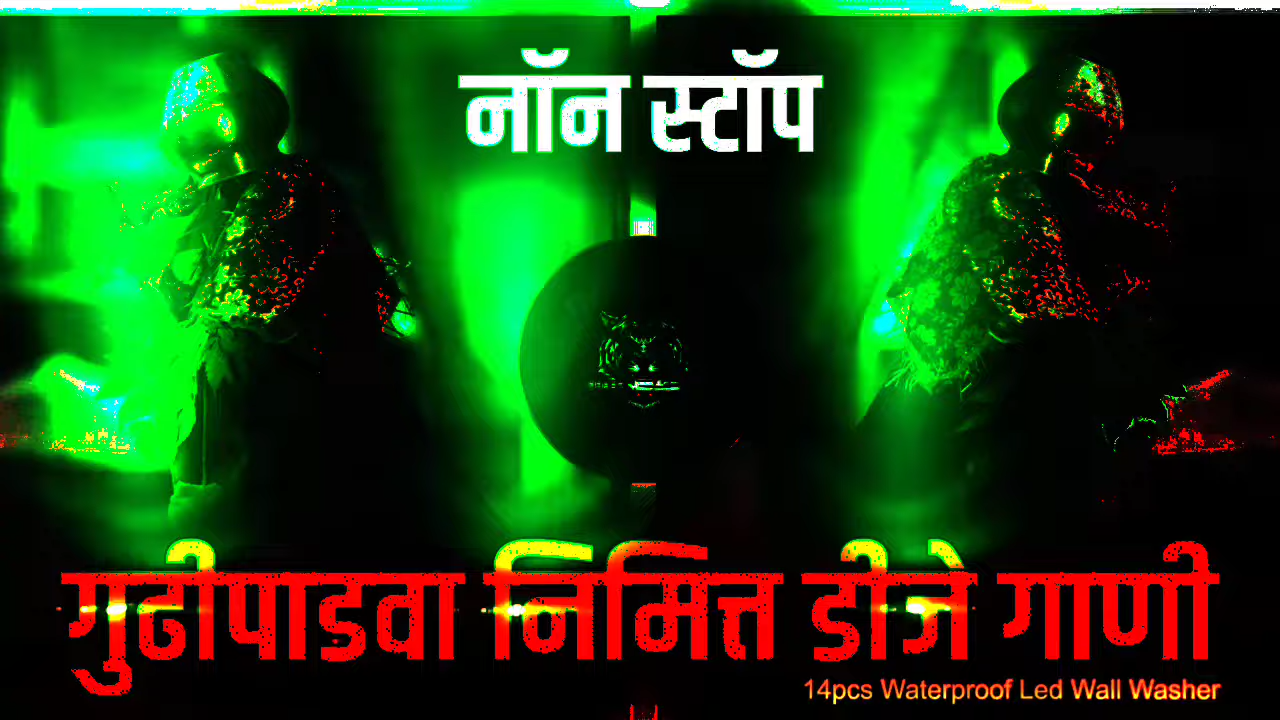 नॉन स्टॉप
गुढीपाडवा निमित्त डीजे गाणी
14pcs Waterproof Led Wall Washer